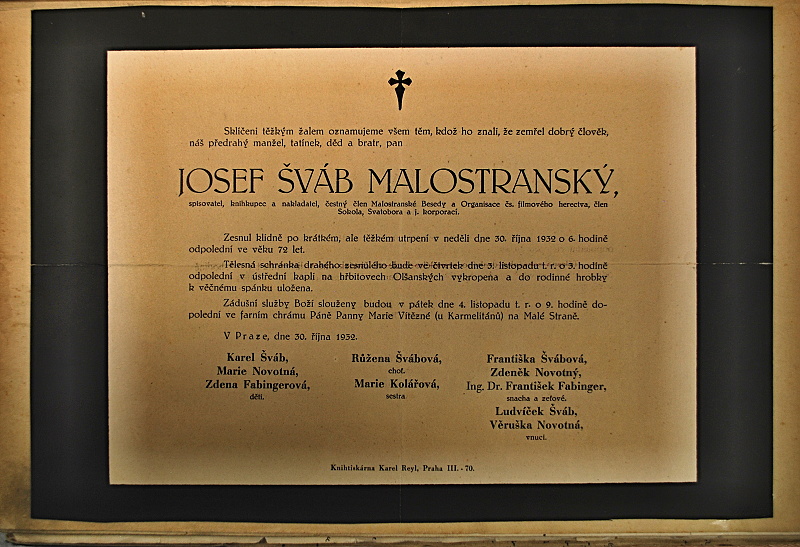 Sklíčeni těžkým žalem oznamujeme všem těm, kdož ho znali, že zemřel dobrý člověk,
náš předrahý manžel, tatínek, děd a bratr, pan
JOSEF ŠVÁB MALOSTRANSKÝ,
spisovatel, knihkupec a nakladatel, čestný člen Malostranské Besedy a Organisace čs. filmového herectva, člen
Sokola, Svatobora a j. korporací.
Zesnul klidně po krátkém, ale těžkém utrpení v neděli dne 30. října 1932 o 6. hodině
odpolední ve věku 72 let.
Tělesná schránka drahého zesnulého bude ve čtvrtek dne 3. listopadu t. r. o 3. hodině
odpolední v ústřední kapli na hřbitovech Olšanských vykropena a do rodinné hrobky
k věčnému spánku uložena.
Zádušní služby Boží slouženy budou v pátek dne 4. listopadu t. r. o 9. hodině do-
polední ve farním chrámu Páně Panny Marie Vítězné (u Karmelitánů) na Malé Straně.
V Praze, dne 30. října 1932.
Karel Šváb,
Marie Novotná,
Zdena Fabingerová,
děti.
Růžena Švábová,
choť.
Marie Kolářová,
sestra
Františka Švábová,
Zdeněk Novotný,
Ing. Dr. František Fabinger,
snacha a zeťové.
Ludvíček Šváb,
Věruška Novotná,
vnuci.
Knihtiskárna Karel Reyl, Praha III. - 70.